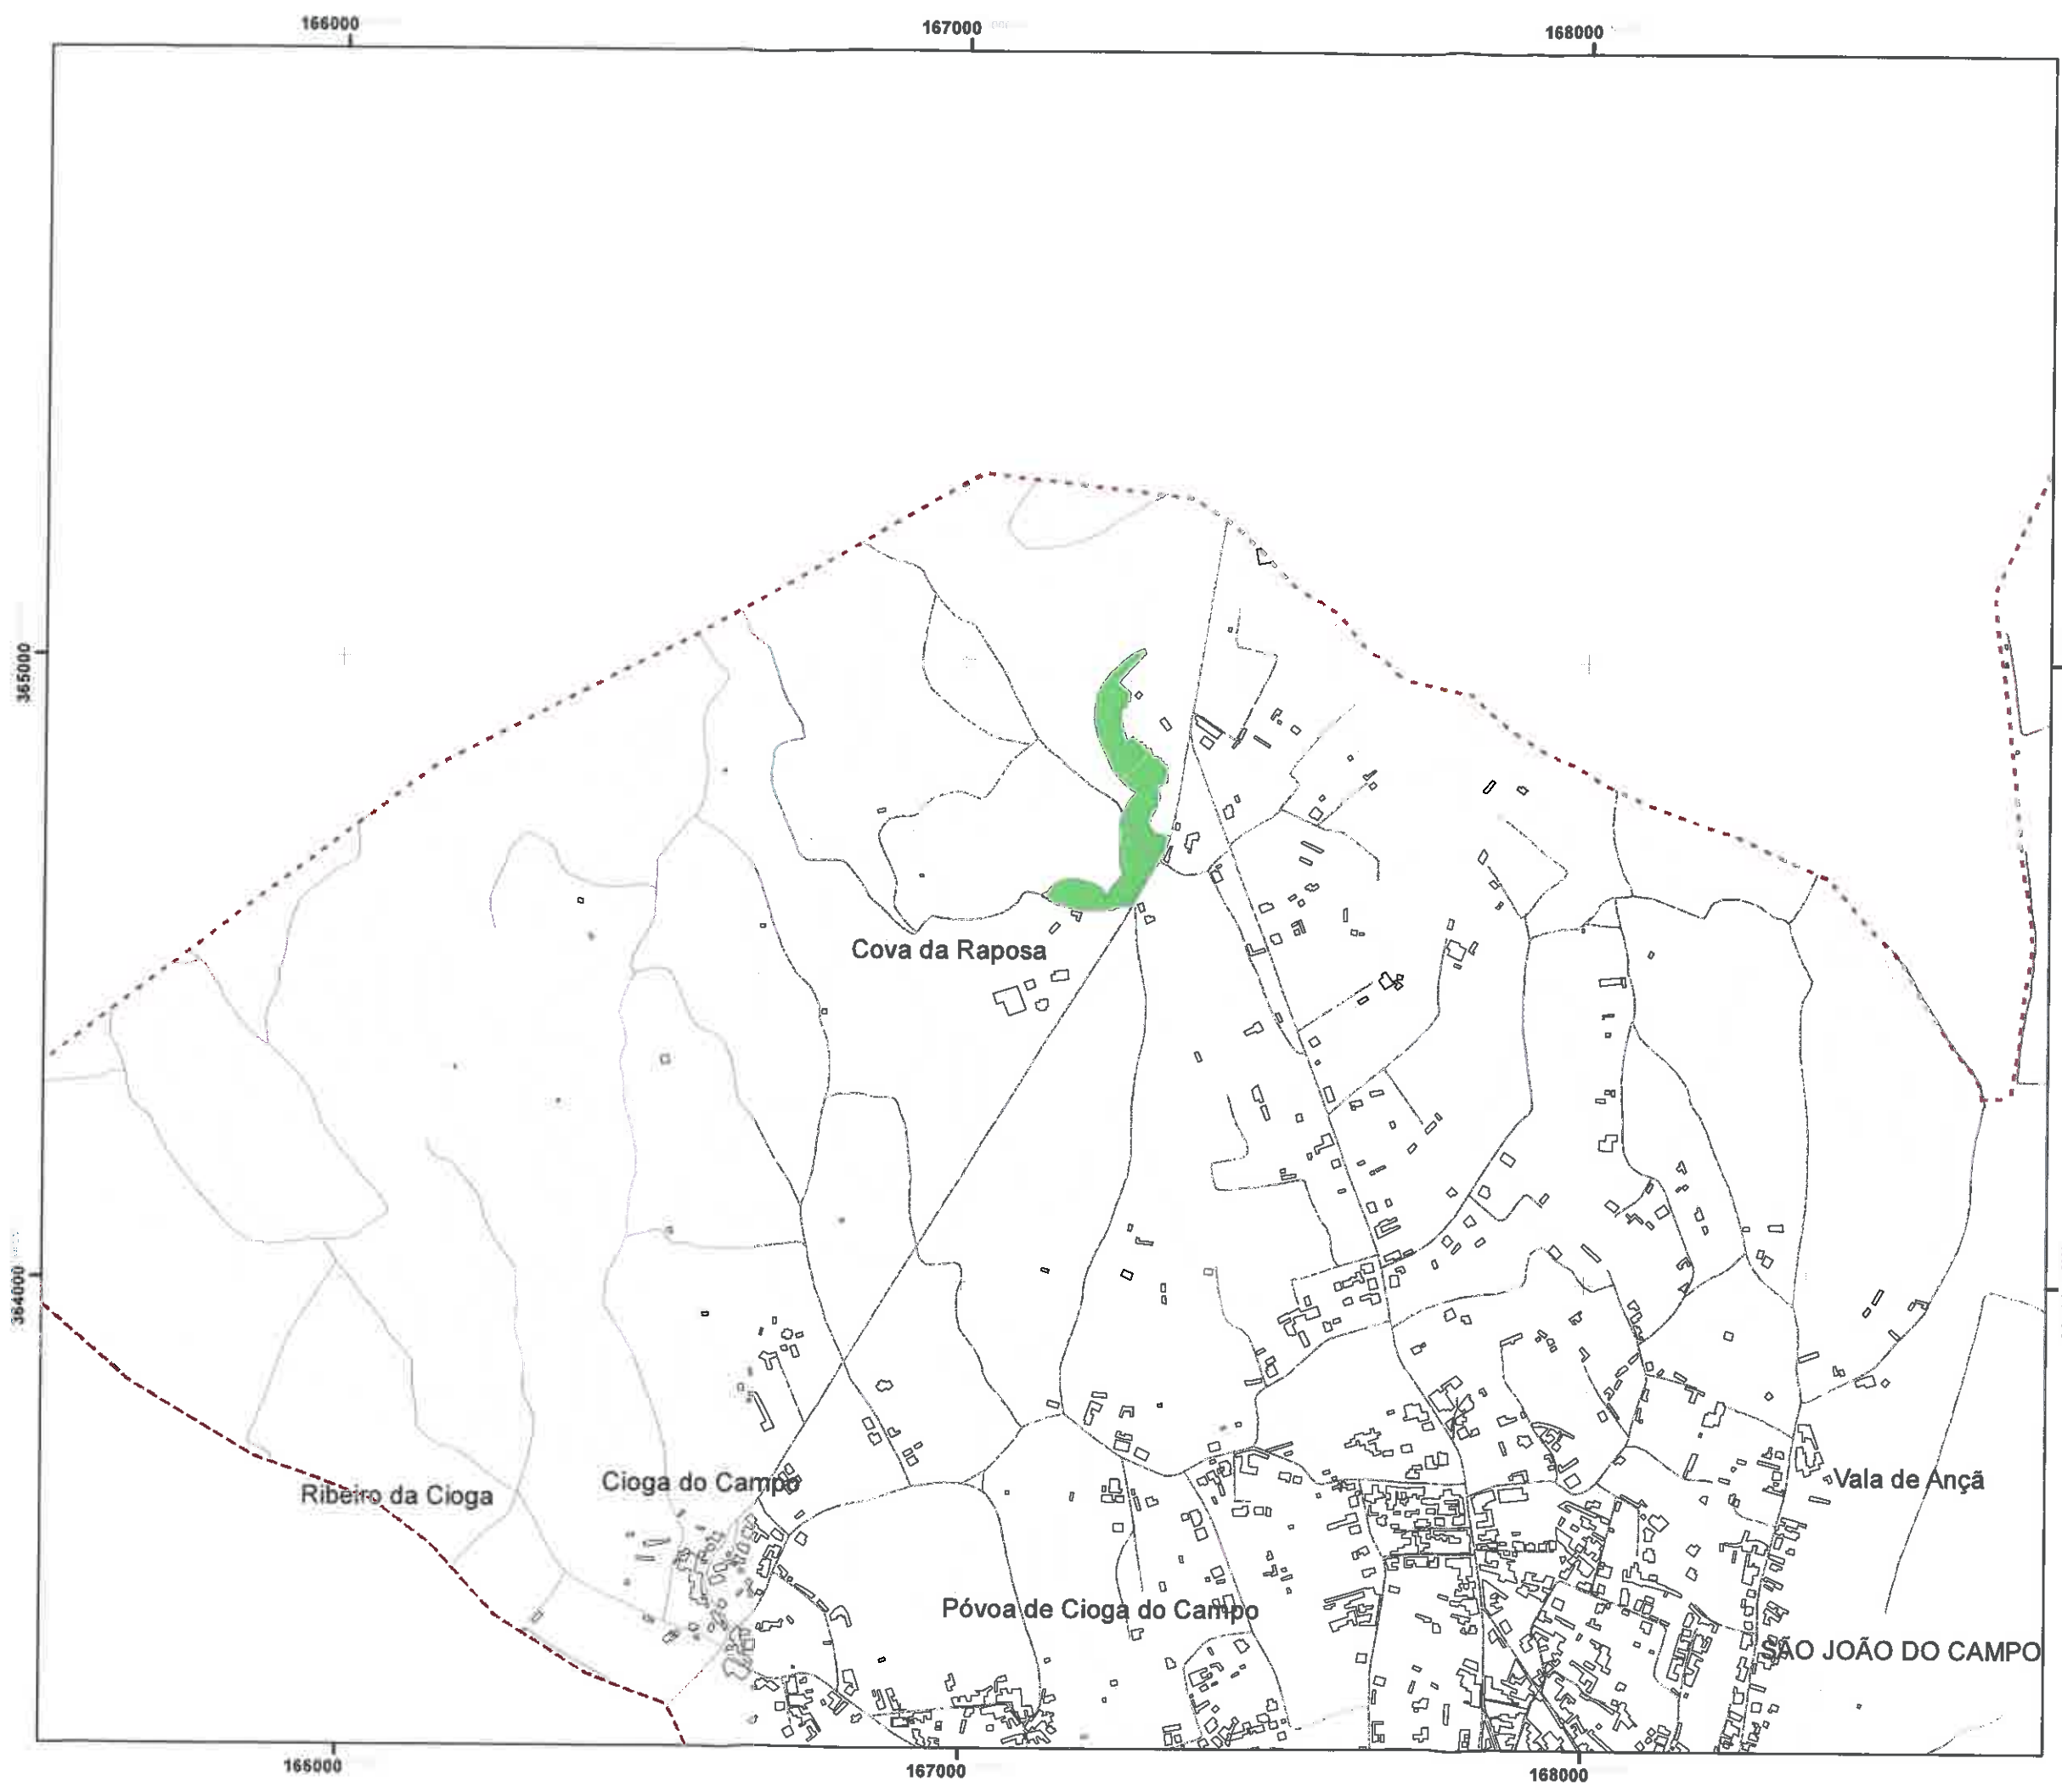 166000
167000
168000
365000
Cova da Raposa
364000
Cioga do Campo
Ribeiro da Cioga
Vala de Ançã
Póvoa de Cioga do Campo
SÃO JOÃO DO CAMPO
165000
167000
168000